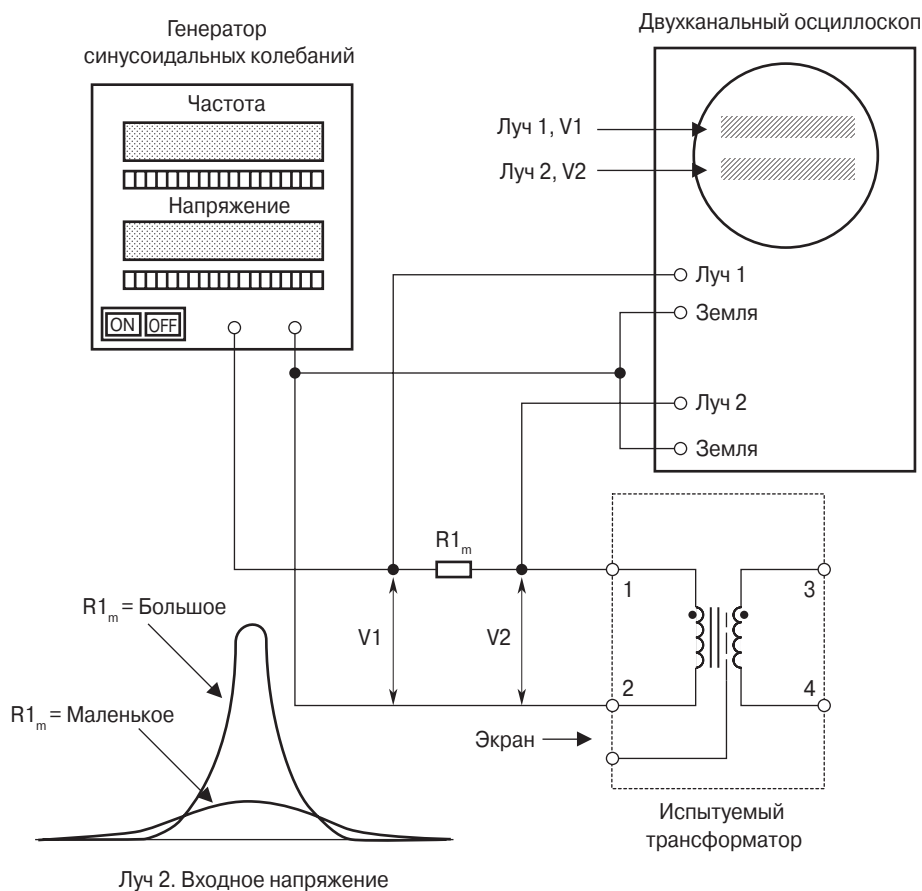 Генератор
синусоидальных колебаний
Двухканальный осциллоскоп
Частота
Напряжение
ON OFF
Луч 1, V1
Луч 2, V2
Луч 1
Земля
Луч 2
Земля
R1m
V1
V2
1
2
3
4
Экран
Испытуемый
трансформатор
R1m = Большое
R1m = Маленькое
Луч 2. Входное напряжение